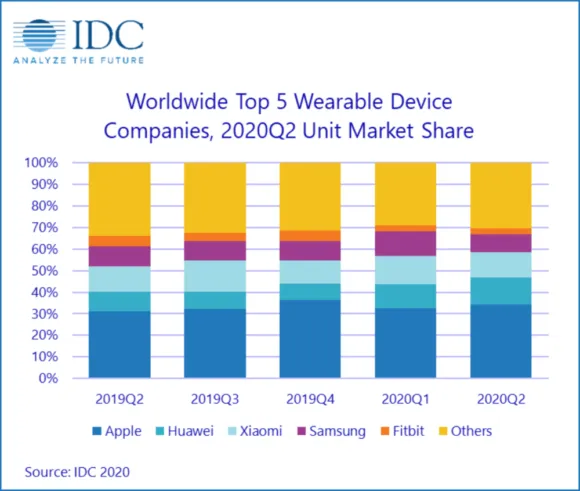 IDC
ANALYZE THE FUTURE
Worldwide Top 5 Wearable Device
Companies, 2020Q2 Unit Market Share
100%
90%
80%
70%
60%
50%
40%
30%
20%
10%
0%
2019Q2 2019Q3 2019Q4 2020Q1 2020Q2
Apple Huawei Xiaomi Samsung Fitbit Others
Source: IDC 2020